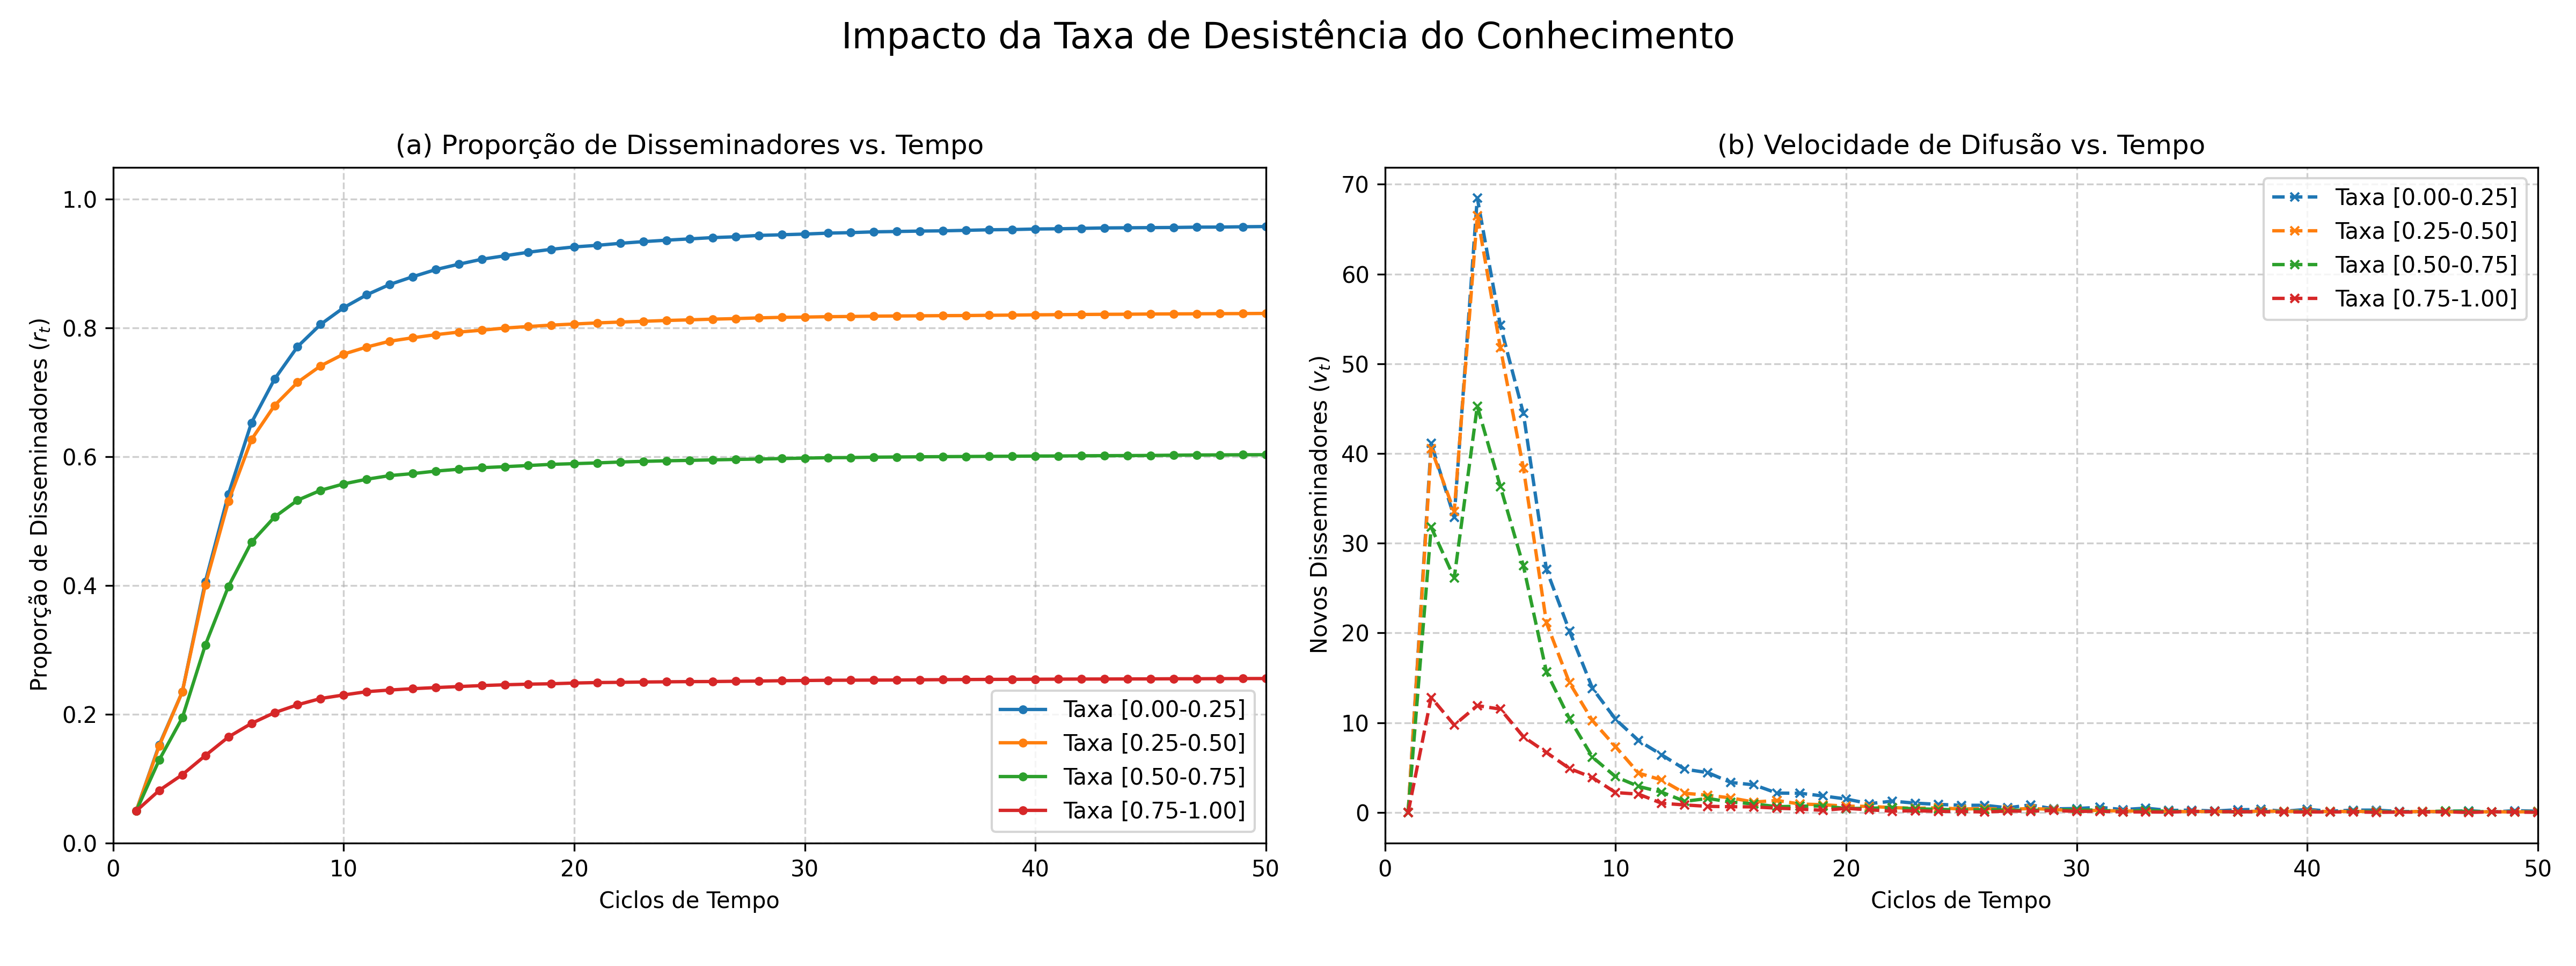 Impacto da Taxa de Desistência do Conhecimento
(a) Proporção de Disseminadores vs. Tempo
Proporção de Disseminadores (r_t)
1.0
0.8
0.6
0.4
0.2
0.0
0 10 20 30 40 50
Ciclos de Tempo
Taxa [0.00-0.25]
Taxa [0.25-0.50]
Taxa [0.50-0.75]
Taxa [0.75-1.00]
(b) Velocidade de Difusão vs. Tempo
Novos Disseminadores (v_t)
70
60
50
40
30
20
10
0
0 10 20 30 40 50
Ciclos de Tempo
Taxa [0.00-0.25]
Taxa [0.25-0.50]
Taxa [0.50-0.75]
Taxa [0.75-1.00]